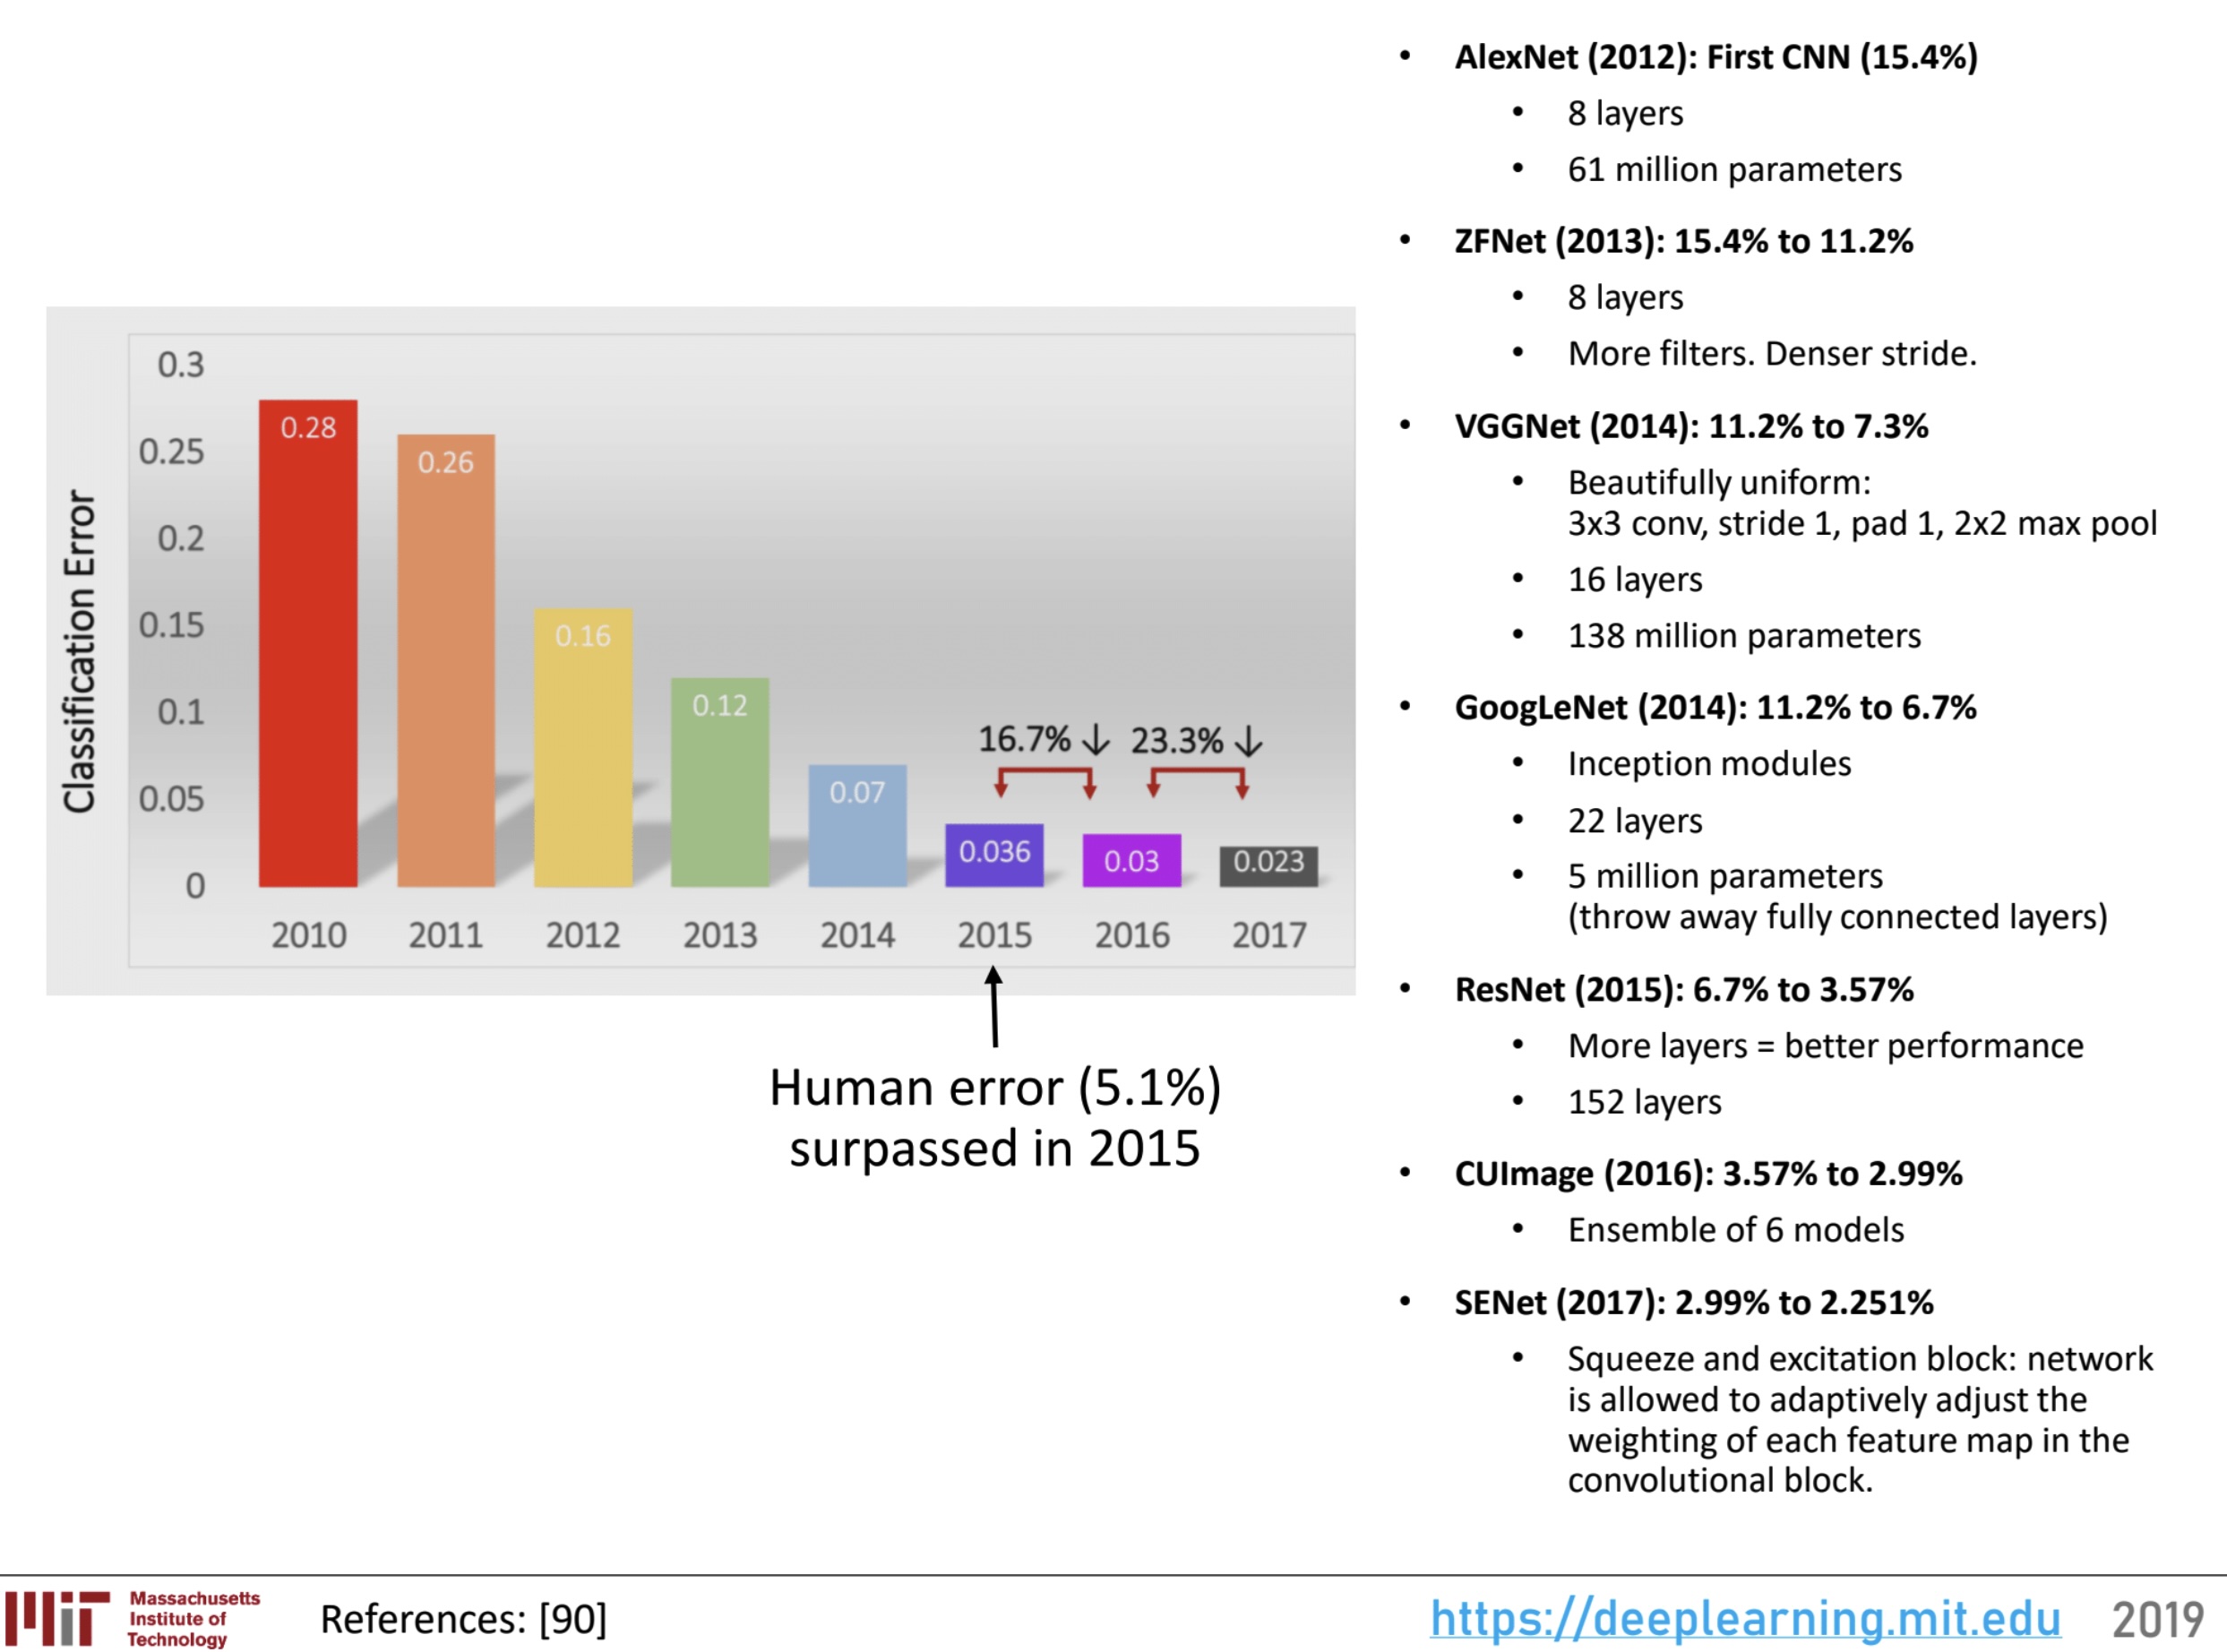 Classification Error
0.3
0.25
0.2
0.15
0.1
0.05
0
0.28
0.26
0.16
0.12
0.07
0.036
0.03
0.023
16.7% ↓ 23.3% ↓
2010 2011 2012 2013 2014 2015 2016 2017
Human error (5.1%)
surpassed in 2015
• AlexNet (2012): First CNN (15.4%)
• 8 layers
• 61 million parameters
• ZFNet (2013): 15.4% to 11.2%
• 8 layers
• More filters. Denser stride.
• VGGNet (2014): 11.2% to 7.3%
• Beautifully uniform:
3x3 conv, stride 1, pad 1, 2x2 max pool
• 16 layers
• 138 million parameters
• GoogLeNet (2014): 11.2% to 6.7%
• Inception modules
• 22 layers
• 5 million parameters
(throw away fully connected layers)
• ResNet (2015): 6.7% to 3.57%
• More layers = better performance
• 152 layers
• CUImage (2016): 3.57% to 2.99%
• Ensemble of 6 models
• SENet (2017): 2.99% to 2.251%
• Squeeze and excitation block: network
is allowed to adaptively adjust the
weighting of each feature map in the
convolutional block.
Massachusetts
Institute of
Technology
References: [90]
https://deeplearning.mit.edu 2019